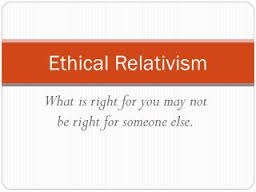 Ethical Relativism
What is right for you may not
be right for someone else.